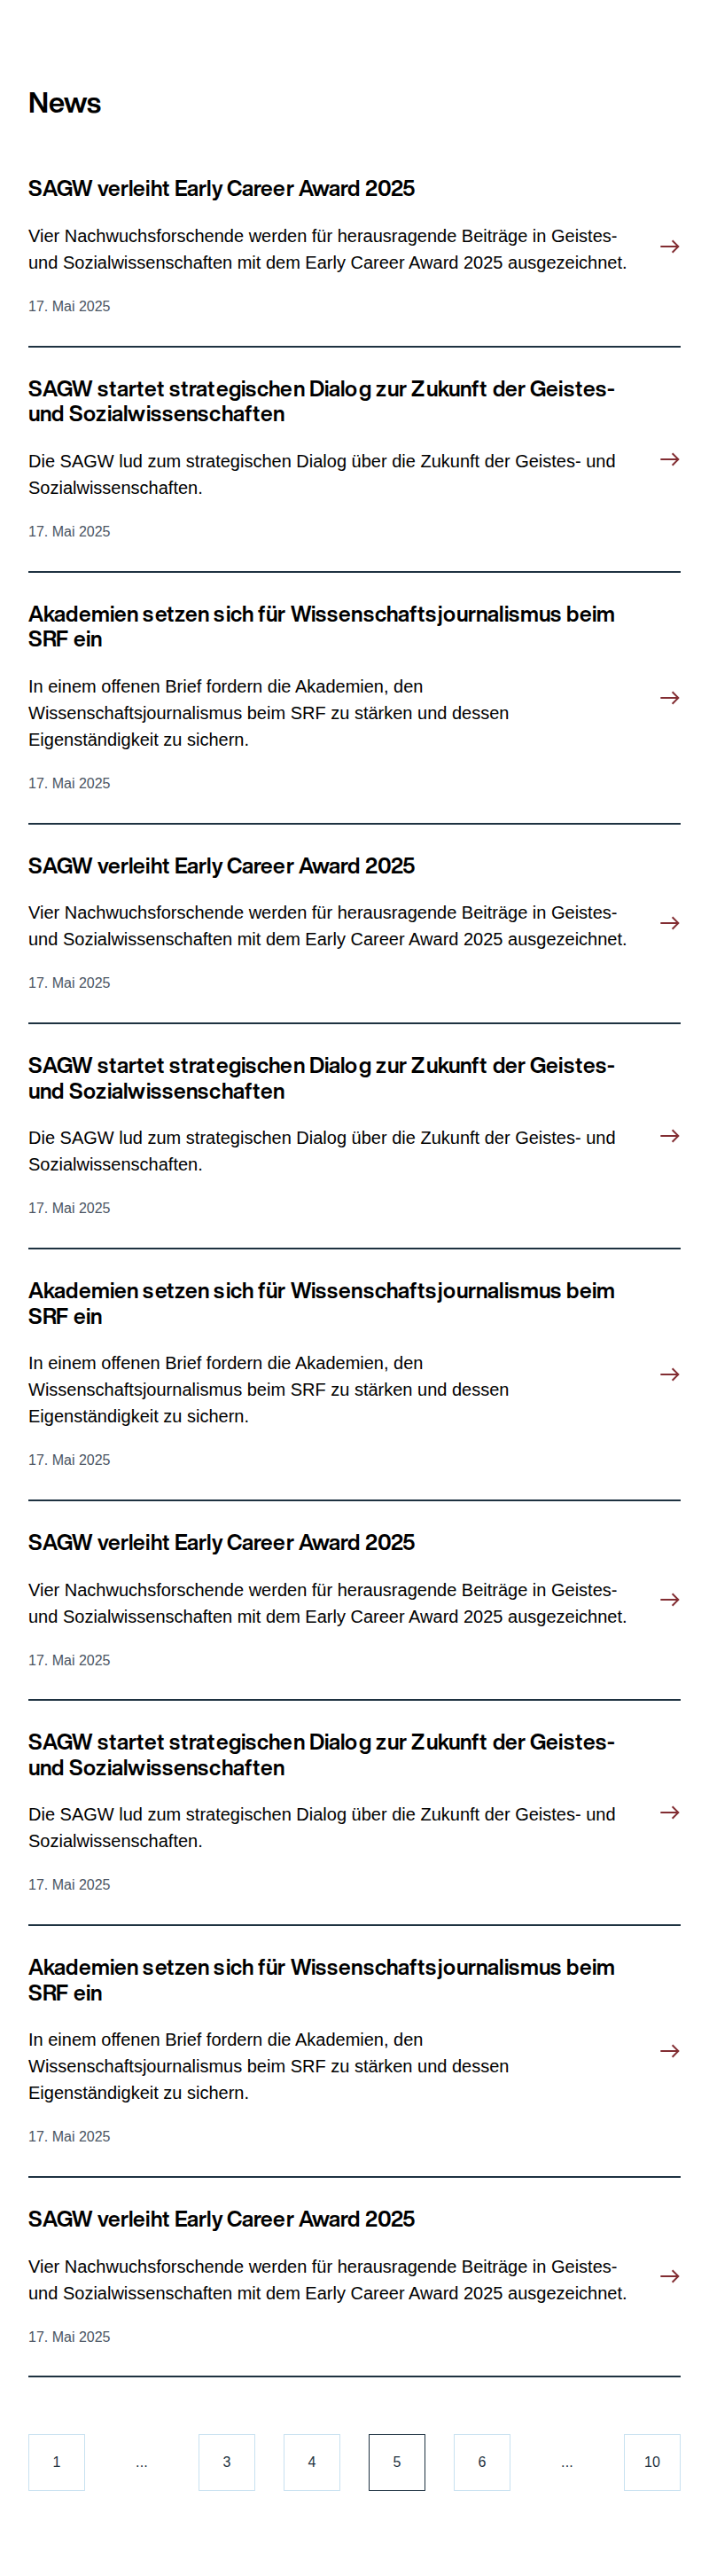 News
SAGW verleiht Early Career Award 2025
Vier Nachwuchsforschende werden für herausragende Beiträge in Geistes-
und Sozialwissenschaften mit dem Early Career Award 2025 ausgezeichnet.
17. Mai 2025
SAGW startet strategischen Dialog zur Zukunft der Geistes-
und Sozialwissenschaften
Die SAGW lud zum strategischen Dialog über die Zukunft der Geistes- und
Sozialwissenschaften.
17. Mai 2025
Akademien setzen sich für Wissenschaftsjournalismus beim
SRF ein
In einem offenen Brief fordern die Akademien, den
Wissenschaftsjournalismus beim SRF zu stärken und dessen
Eigenständigkeit zu sichern.
17. Mai 2025
SAGW verleiht Early Career Award 2025
Vier Nachwuchsforschende werden für herausragende Beiträge in Geistes-
und Sozialwissenschaften mit dem Early Career Award 2025 ausgezeichnet.
17. Mai 2025
SAGW startet strategischen Dialog zur Zukunft der Geistes-
und Sozialwissenschaften
Die SAGW lud zum strategischen Dialog über die Zukunft der Geistes- und
Sozialwissenschaften.
17. Mai 2025
Akademien setzen sich für Wissenschaftsjournalismus beim
SRF ein
In einem offenen Brief fordern die Akademien, den
Wissenschaftsjournalismus beim SRF zu stärken und dessen
Eigenständigkeit zu sichern.
17. Mai 2025
SAGW verleiht Early Career Award 2025
Vier Nachwuchsforschende werden für herausragende Beiträge in Geistes-
und Sozialwissenschaften mit dem Early Career Award 2025 ausgezeichnet.
17. Mai 2025
SAGW startet strategischen Dialog zur Zukunft der Geistes-
und Sozialwissenschaften
Die SAGW lud zum strategischen Dialog über die Zukunft der Geistes- und
Sozialwissenschaften.
17. Mai 2025
Akademien setzen sich für Wissenschaftsjournalismus beim
SRF ein
In einem offenen Brief fordern die Akademien, den
Wissenschaftsjournalismus beim SRF zu stärken und dessen
Eigenständigkeit zu sichern.
17. Mai 2025
SAGW verleiht Early Career Award 2025
Vier Nachwuchsforschende werden für herausragende Beiträge in Geistes-
und Sozialwissenschaften mit dem Early Career Award 2025 ausgezeichnet.
17. Mai 2025
1 ... 3 4 5 6 ... 10